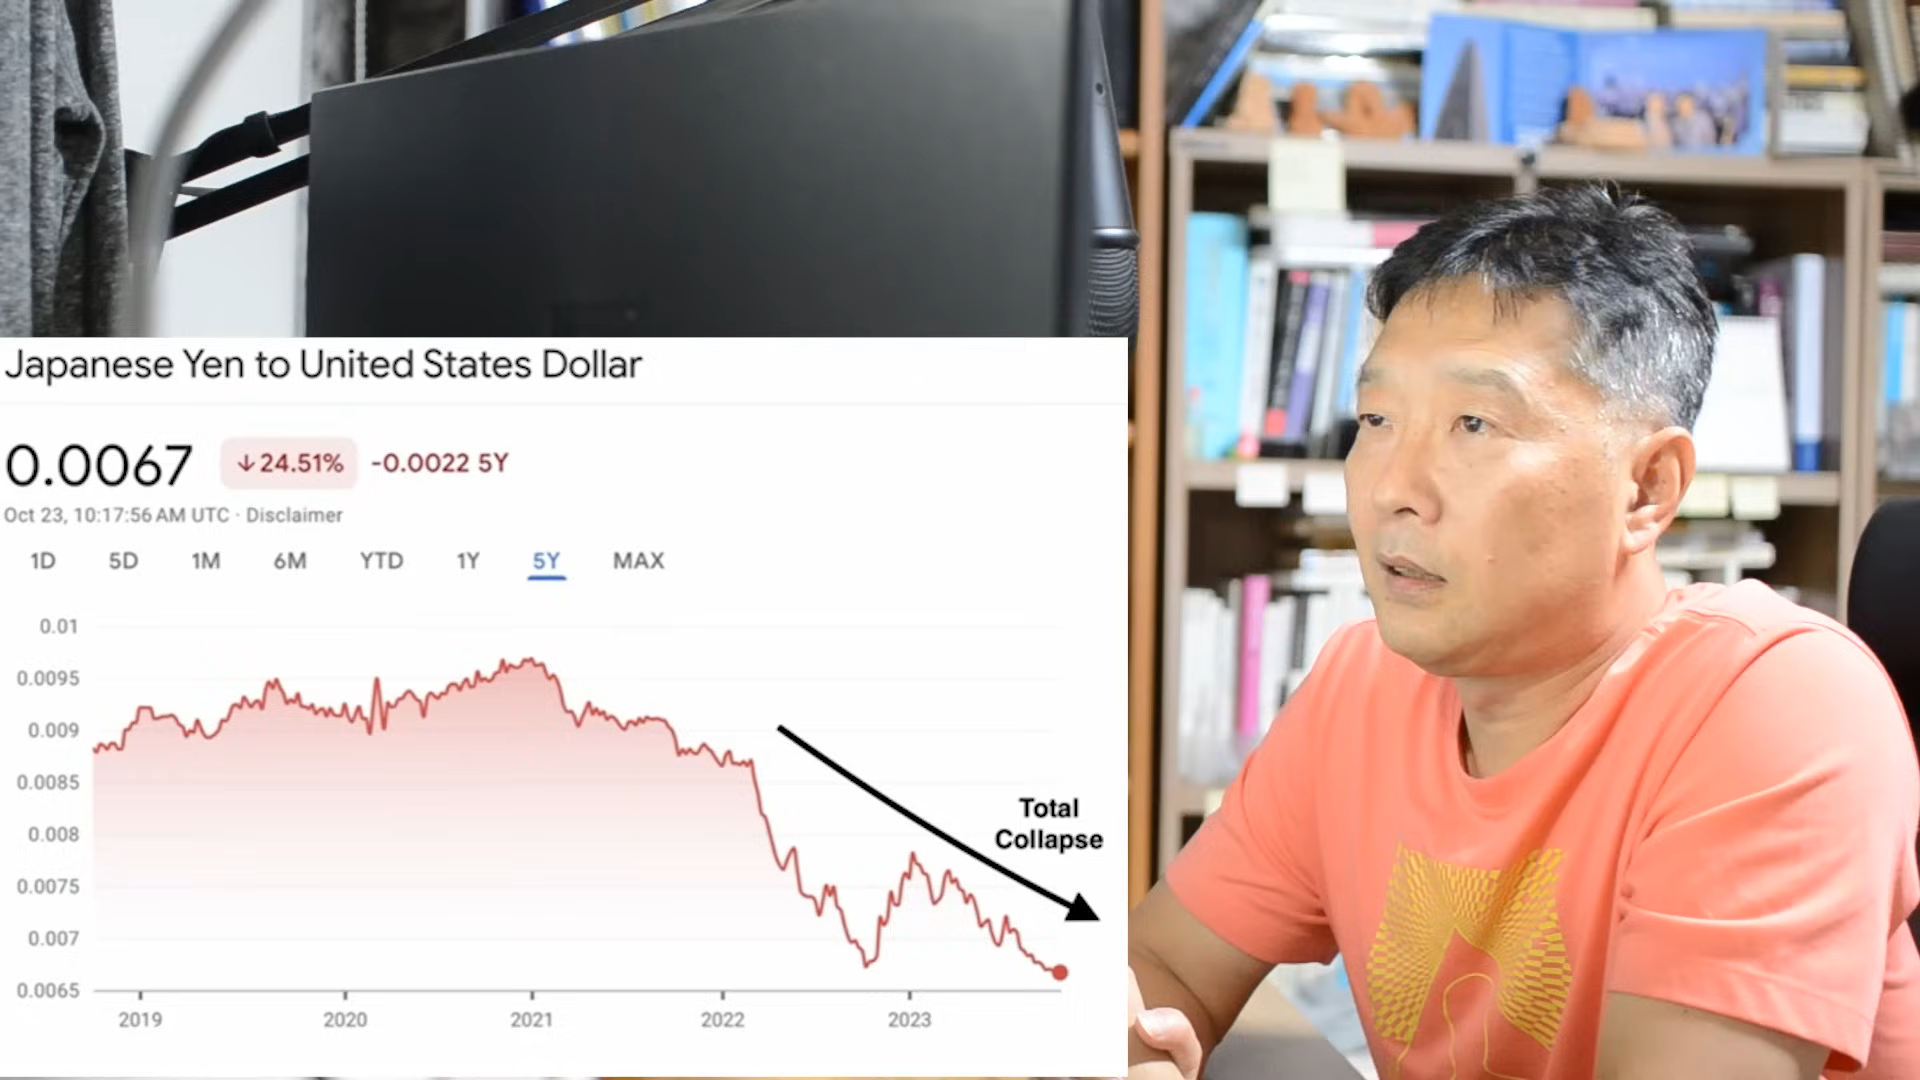 Japanese Yen to United States Dollar
0.0067 ↓24.51% -0.0022 5Y
Oct 23, 10:17:56 AM UTC · Disclaimer
1D 5D 1M 6M YTD 1Y 5Y MAX
0.01
0.0095
0.009
0.0085
0.008
0.0075
0.007
0.0065
Total
Collapse
2019 2020 2021 2022 2023